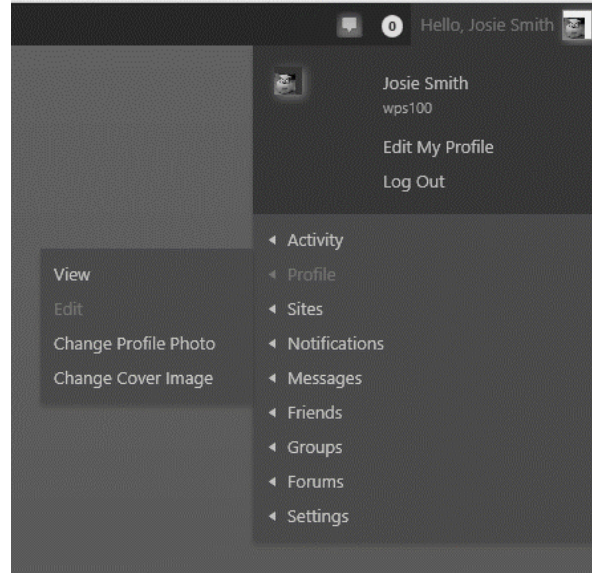 0 Hello, Josie Smith
Josie Smith
wps100
Edit My Profile
Log Out
Activity
Profile
Sites
Notifications
Messages
Friends
Groups
Forums
Settings
View
Edit
Change Profile Photo
Change Cover Image